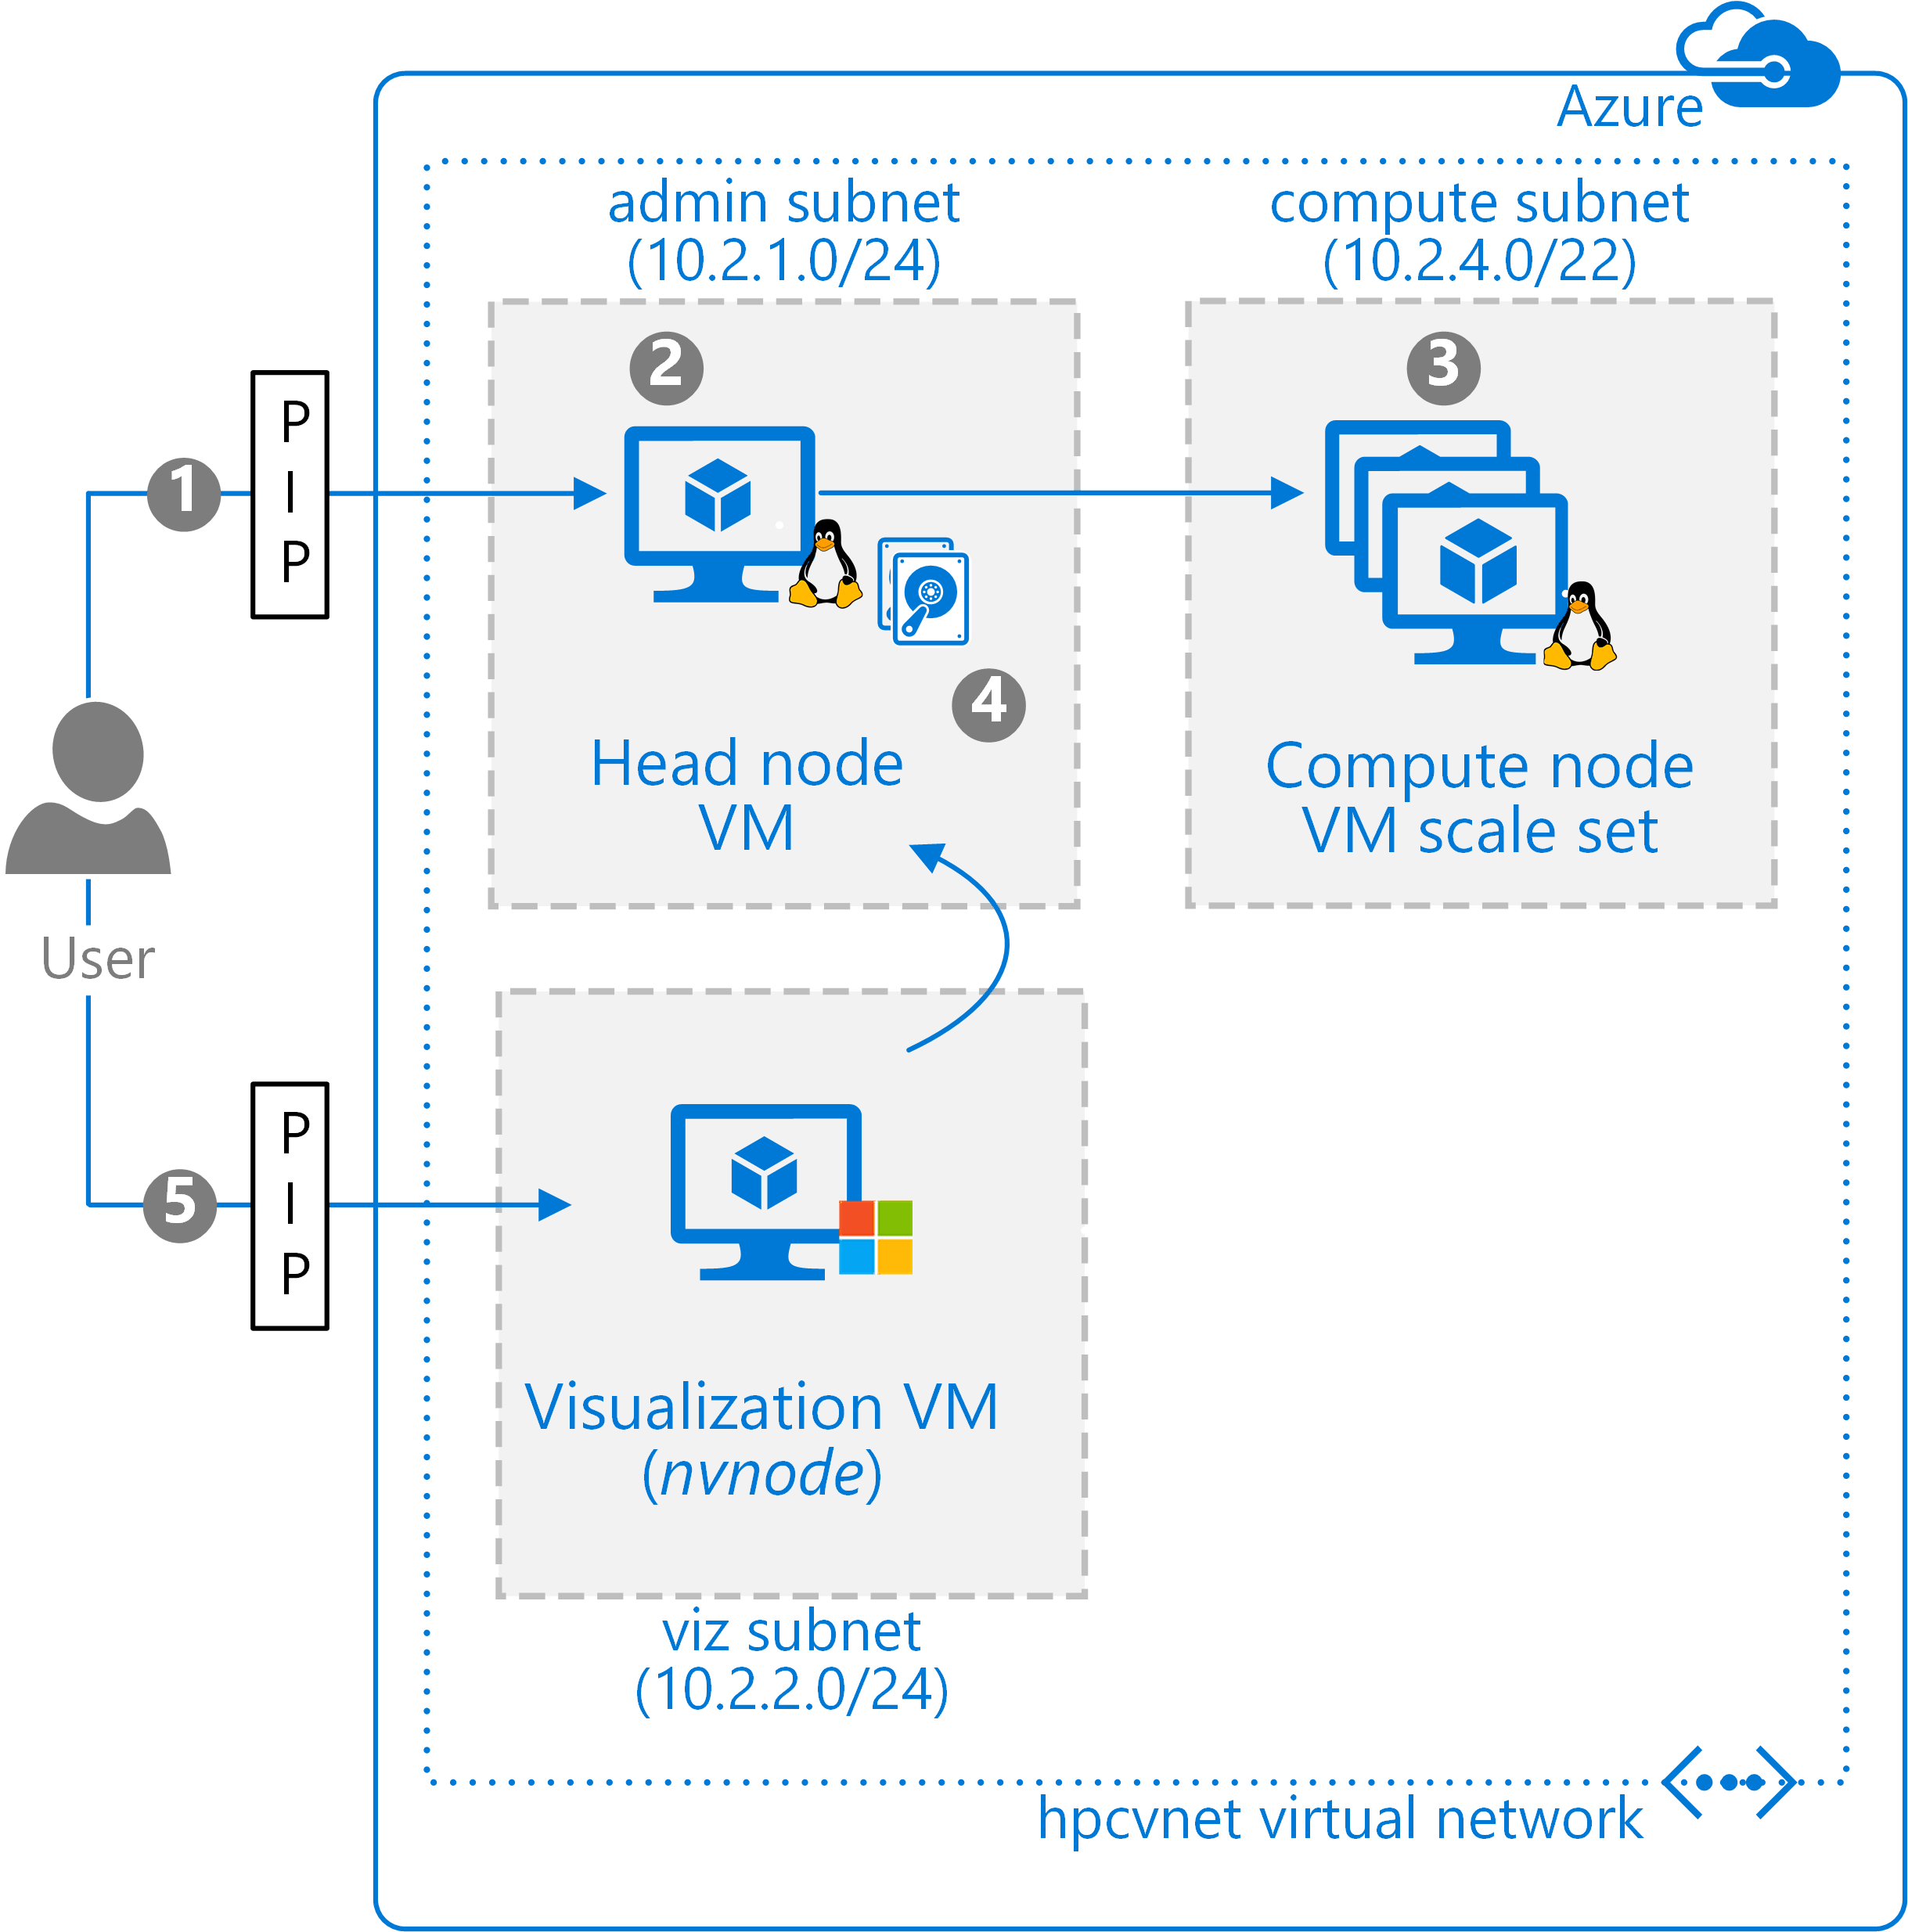 Azure
admin subnet
(10.2.1.0/24)
compute subnet
(10.2.4.0/22)
2
3
P
I
P
1
4
Head node
VM
Compute node
VM scale set
User
P
I
P
5
Visualization VM
(nvnode)
viz subnet
(10.2.2.0/24)
hpcvnet virtual network